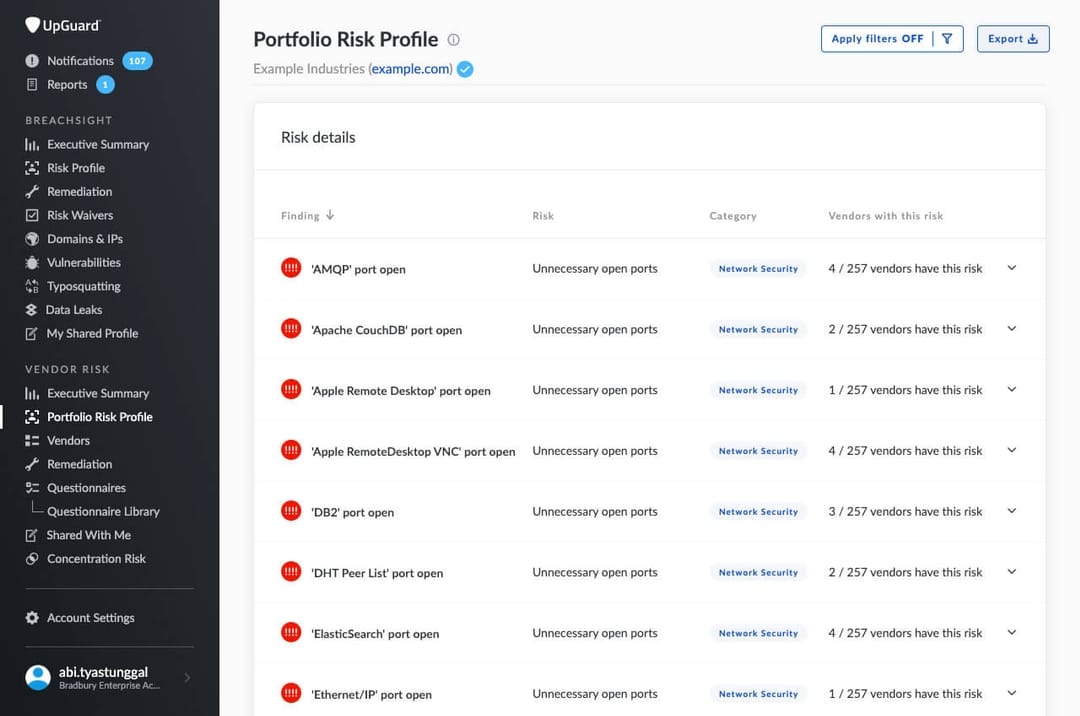 UpGuard
Notifications 107
Reports 1
BREACHSIGHT
Executive Summary
Risk Profile
Remediation
Risk Waivers
Domains & IPs
Vulnerabilities
Typosquatting
Data Leaks
My Shared Profile
VENDOR RISK
Executive Summary
Portfolio Risk Profile
Vendors
Remediation
Questionnaires
Questionnaire Library
Shared With Me
Concentration Risk
Account Settings
abi.tyastunggal
Bradbury Enterprise Ac...
Portfolio Risk Profile
Apply filters OFF
Export
Example Industries (example.com)
Risk details
Finding Risk Category Vendors with this risk
!!!! 'AMQP' port open Unnecessary open ports Network Security 4 / 257 vendors have this risk
!!!! 'Apache CouchDB' port open Unnecessary open ports Network Security 2 / 257 vendors have this risk
!!!! 'Apple Remote Desktop' port open Unnecessary open ports Network Security 1 / 257 vendors have this risk
!!!! 'Apple RemoteDesktop VNC' port open Unnecessary open ports Network Security 4 / 257 vendors have this risk
!!!! 'DB2' port open Unnecessary open ports Network Security 3 / 257 vendors have this risk
!!!! 'DHT Peer List' port open Unnecessary open ports Network Security 2 / 257 vendors have this risk
!!!! 'ElasticSearch' port open Unnecessary open ports Network Security 4 / 257 vendors have this risk
!!!! 'Ethernet/IP' port open Unnecessary open ports Network Security 1 / 257 vendors have this risk